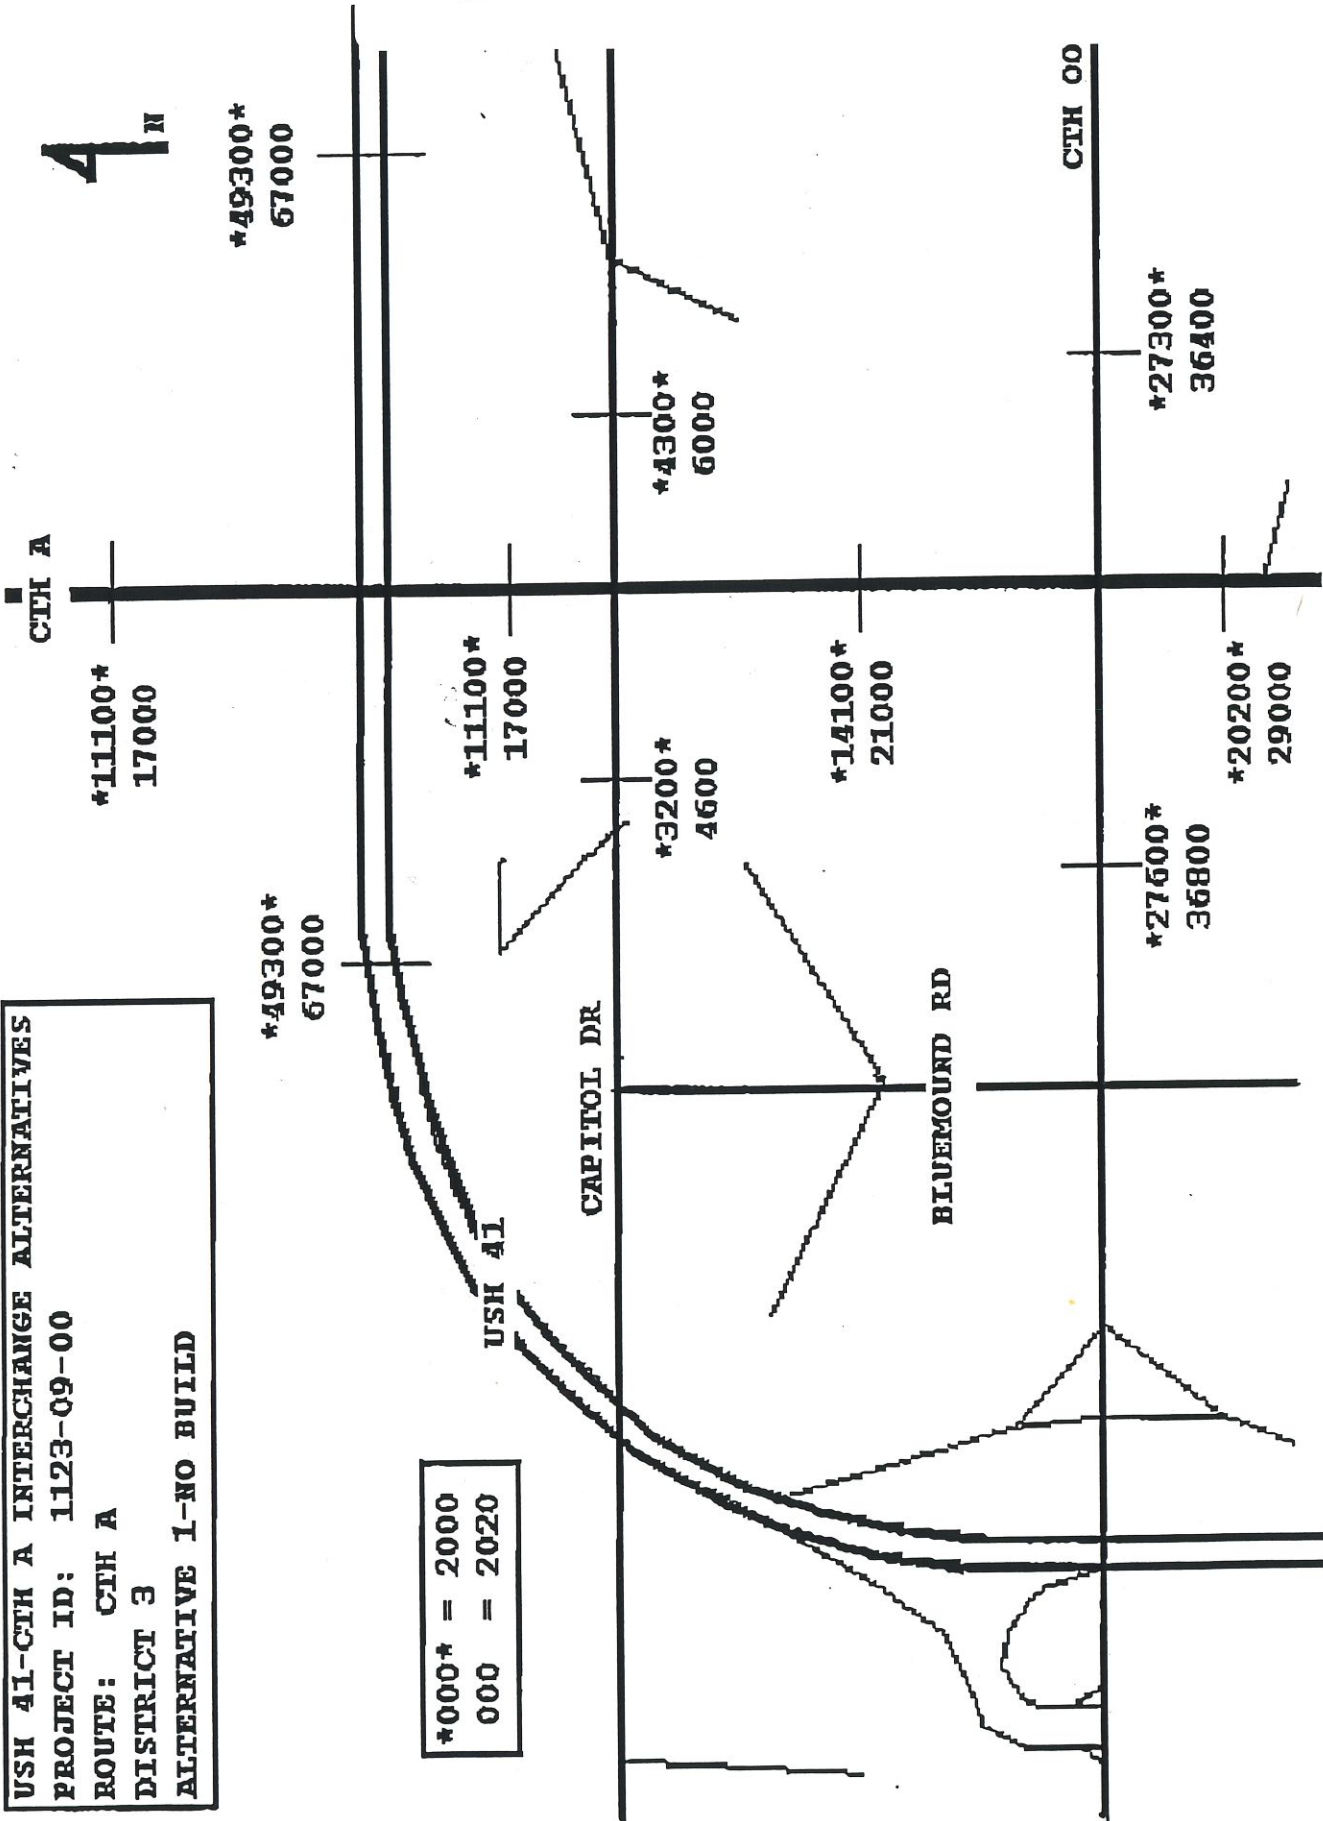 USH 41-CTH A INTERCHANGE ALTERNATIVES
PROJECT ID: 1123-09-00
ROUTE: CTH A
DISTRICT 3
ALTERNATIVE 1-NO BUILD
*000* = 2000
000 = 2020
N
CTH A
*11100*
17000
*49300*
67000
*49300*
67000
USH 41
*11100*
17000
CAPITOL DR
*3200*
4600
*4300*
6000
*14100*
21000
BLUEMOUND RD
CTH OO
*27600*
36800
*27300*
36400
*20200*
29000